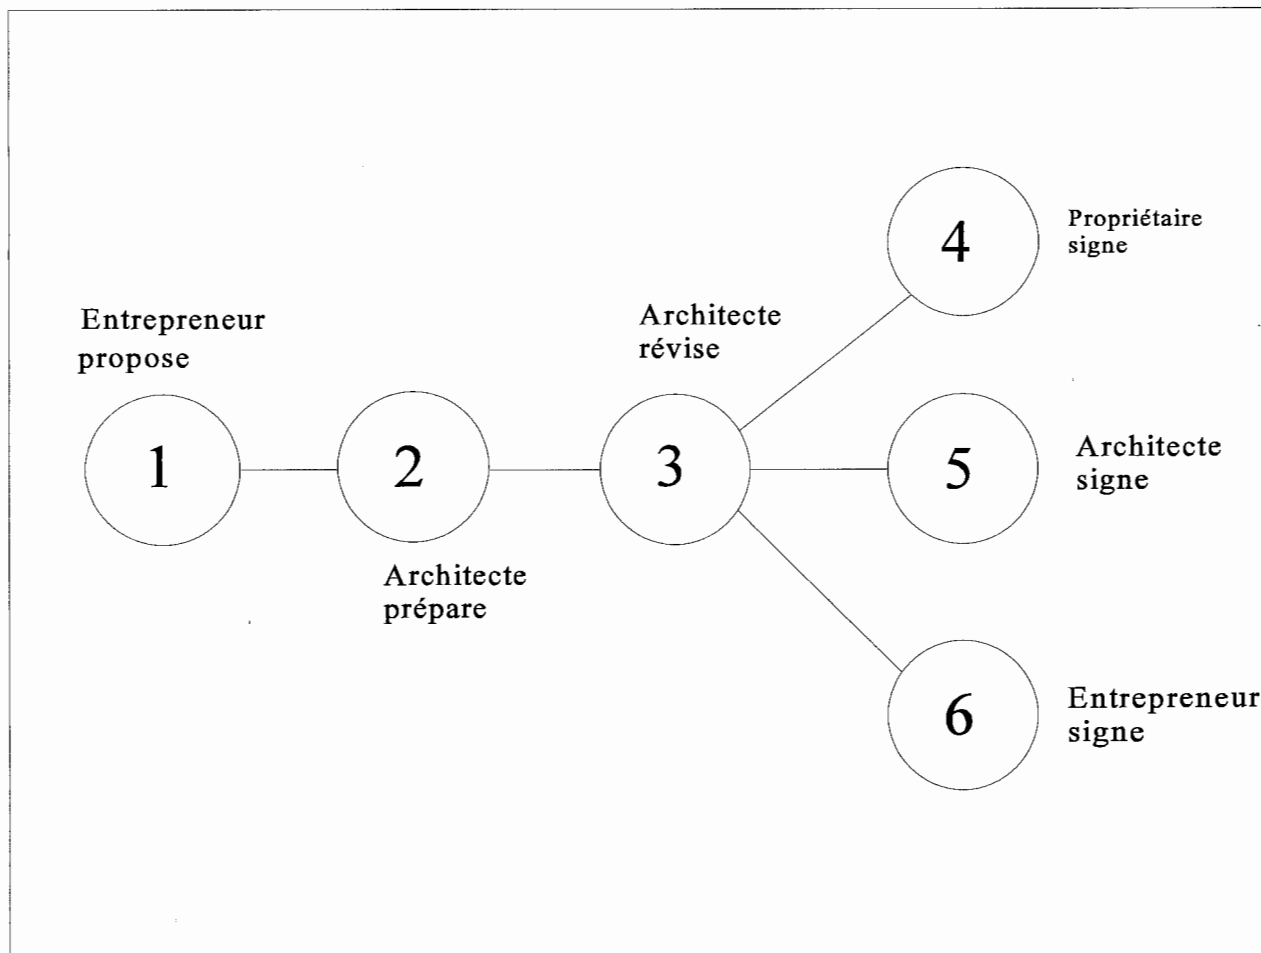 Entrepreneur
propose
1
2
Architecte
prépare
Architecte
révise
3
4
Propriétaire
signe
5
Architecte
signe
6
Entrepreneur
signe